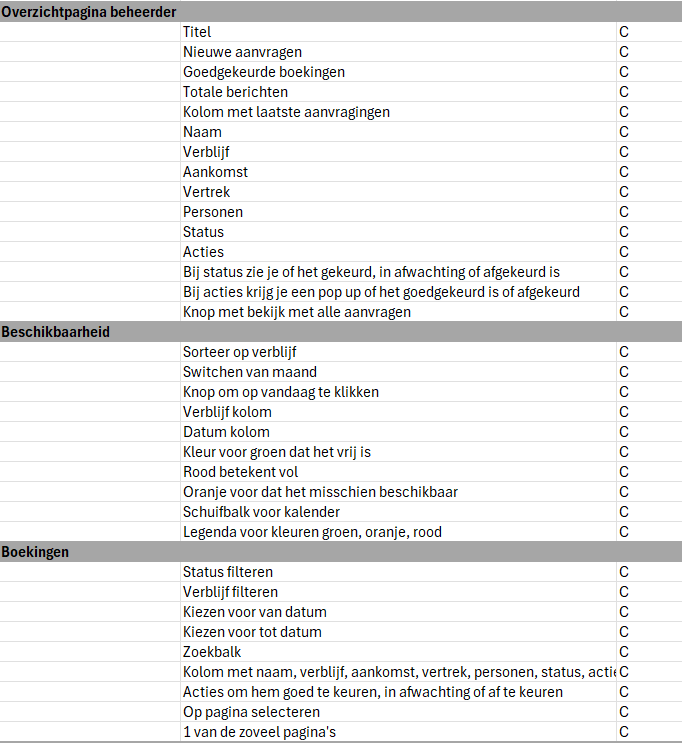 Overzichtpagina beheerder
Titel C
Nieuwe aanvragen C
Goedgekeurde boekingen C
Totale berichten C
Kolom met laatste aanvragingen C
Naam C
Verblijf C
Aankomst C
Vertrek C
Personen C
Status C
Acties C
Bij status zie je of het gekeurd, in afwachting of afgekeurd is C
Bij acties krijg je een pop up of het goedgekeurd is of afgekeurd C
Knop met bekijk met alle aanvragen C
Beschikbaarheid
Sorteer op verblijf C
Switchen van maand C
Knop om op vandaag te klikken C
Verblijf kolom C
Datum kolom C
Kleur voor groen dat het vrij is C
Rood betekent vol C
Oranje voor dat het misschien beschikbaar C
Schuifbalk voor kalender C
Legenda voor kleuren groen, oranje, rood C
Boekingen
Status filteren C
Verblijf filteren C
Kiezen voor van datum C
Kiezen voor tot datum C
Zoekbalk C
Kolom met naam, verblijf, aankomst, vertrek, personen, status, actie C
Acties om hem goed te keuren, in afwachting of af te keuren C
Op pagina selecteren C
1 van de zoveel pagina's C